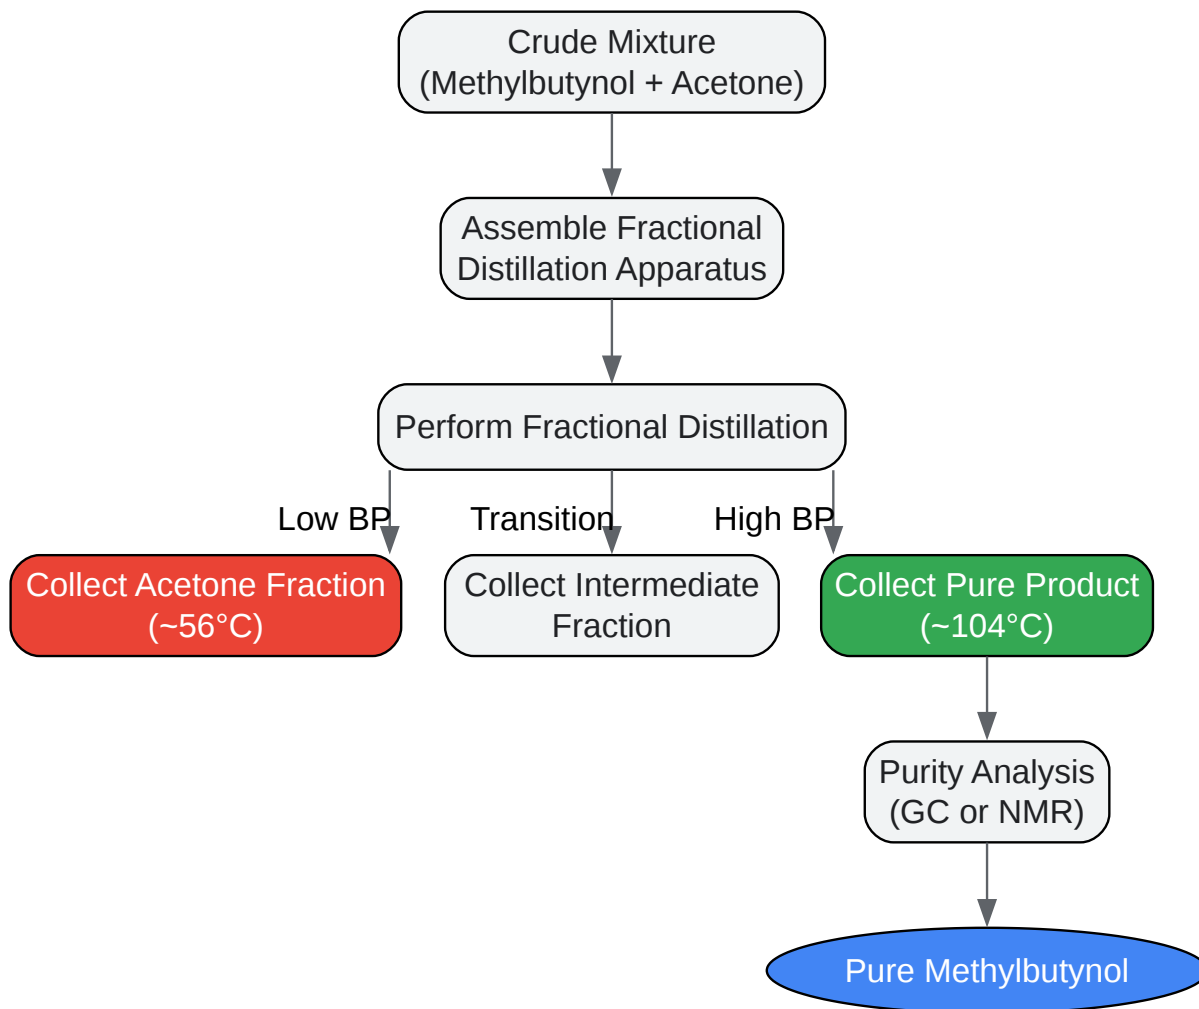 Crude Mixture
(Methylbutynol + Acetone)
Assemble Fractional
Distillation Apparatus
Perform Fractional Distillation
Low BP
Transition
High BP
Collect Acetone Fraction
(~56°C)
Collect Intermediate
Fraction
Collect Pure Product
(~104°C)
Purity Analysis
(GC or NMR)
Pure Methylbutynol